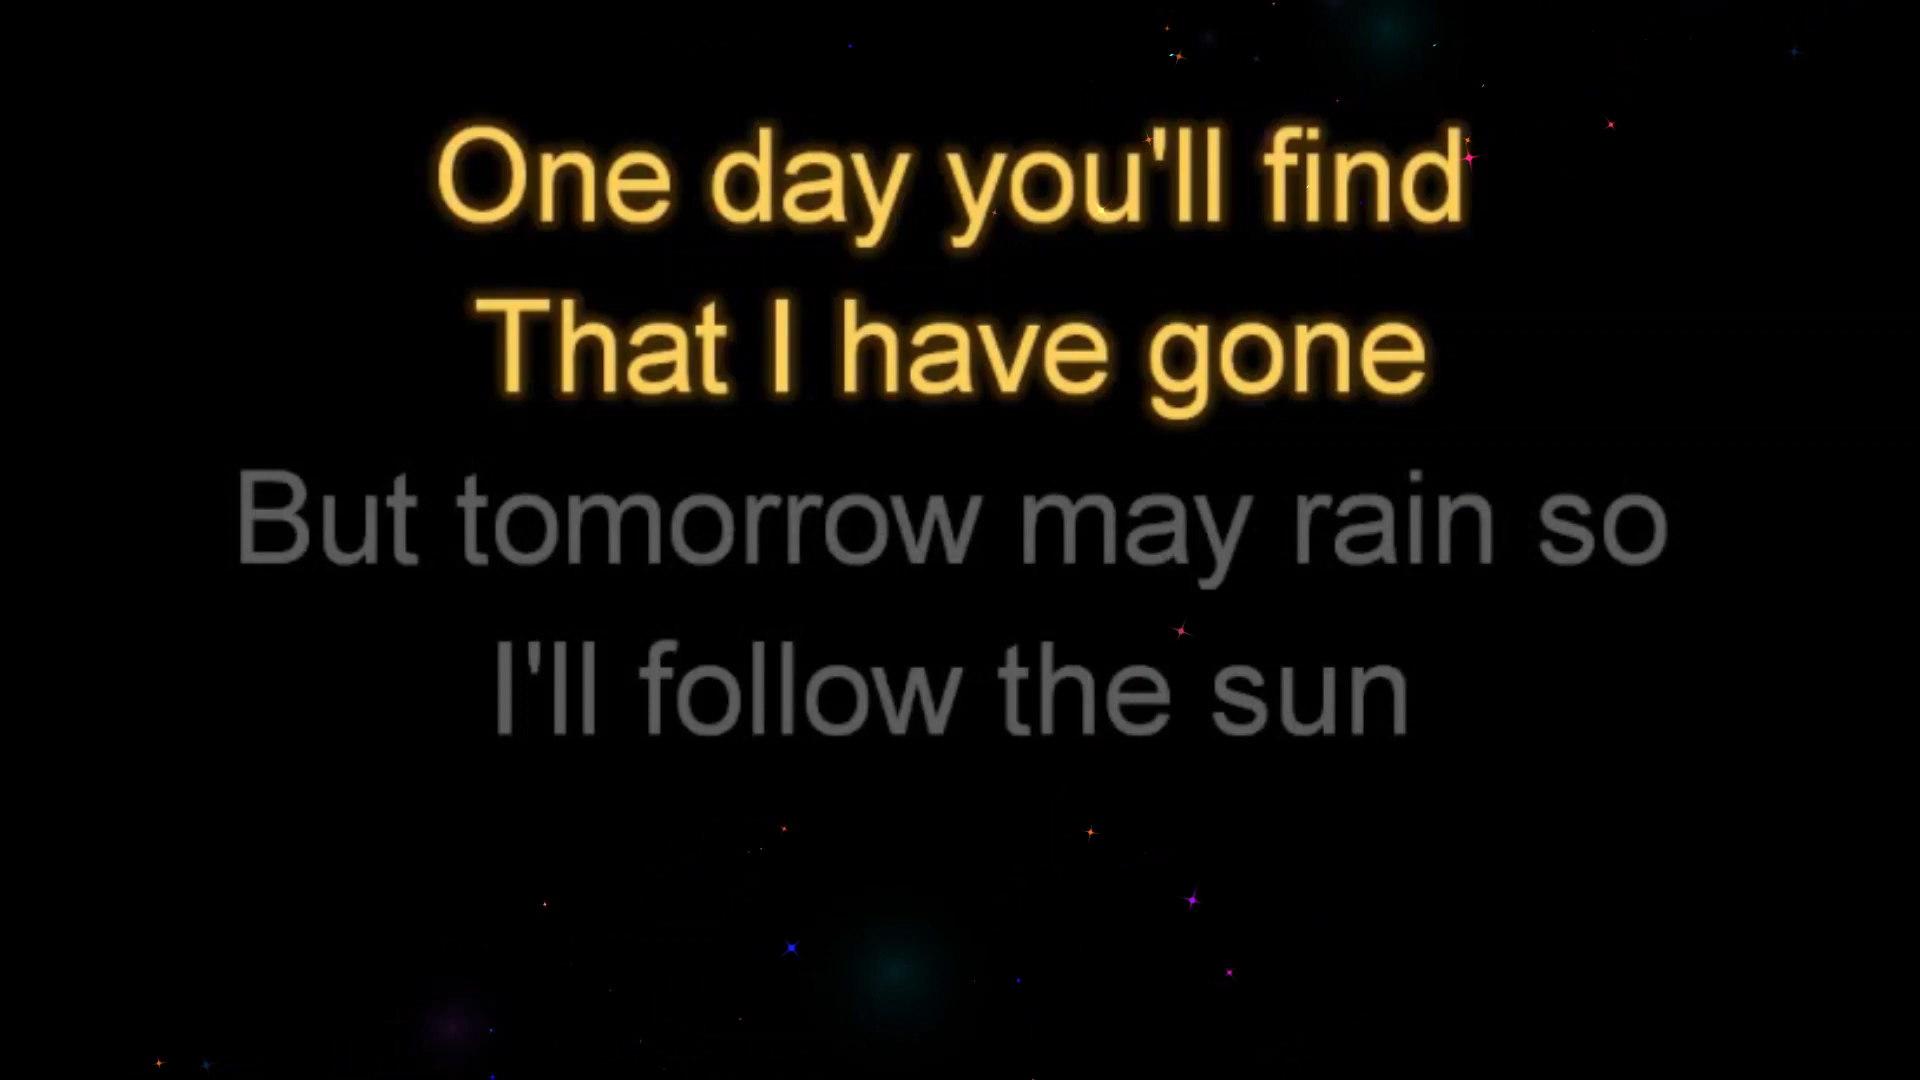 One day you'll find
That I have gone
But tomorrow may rain so
I'll follow the sun